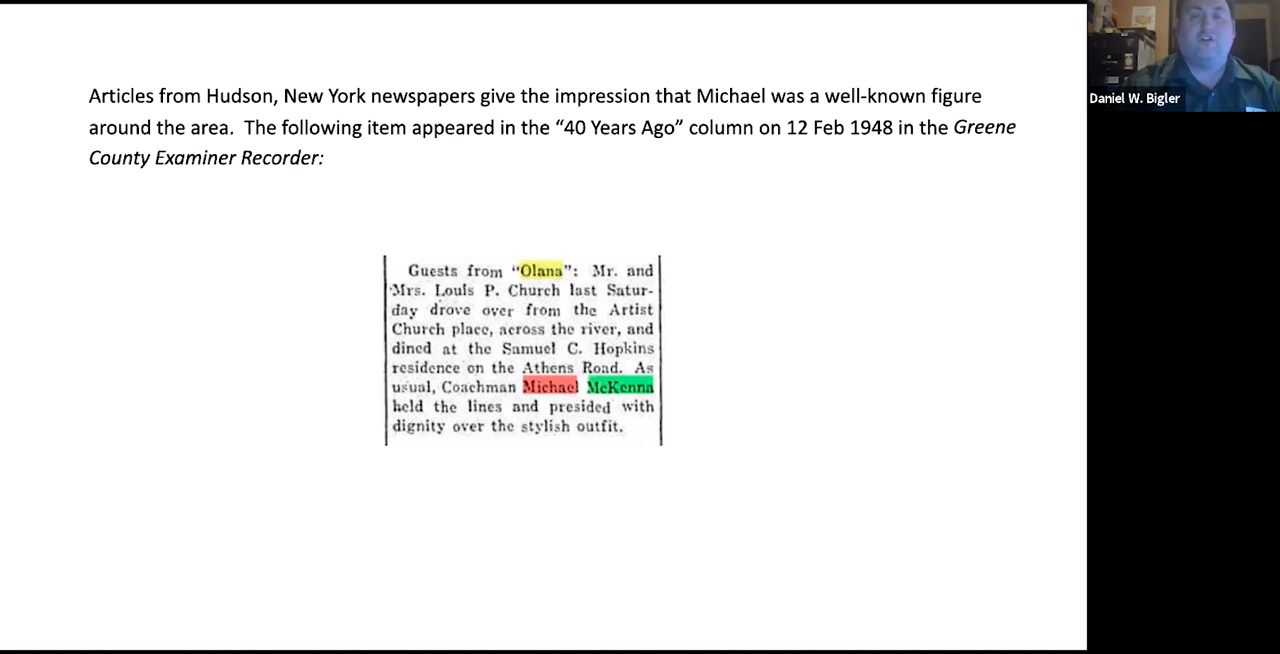 Articles from Hudson, New York newspapers give the impression that Michael was a well-known figure
around the area.  The following item appeared in the “40 Years Ago” column on 12 Feb 1948 in the Greene
County Examiner Recorder:
Guests from “Olana”: Mr. and
Mrs. Louis P. Church last Satur-
day drove over from the Artist
Church place, across the river, and
dined at the Samuel C. Hopkins
residence on the Athens Road. As
usual, Coachman Michael McKenna
held the lines and presided with
dignity over the stylish outfit.
Daniel W. Bigler